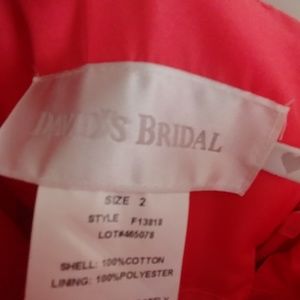 DAVID'S BRIDAL
SIZE 2
STYLE F13818
LOT#465078
SHELL: 100%COTTON
LINING: 100%POLYESTER